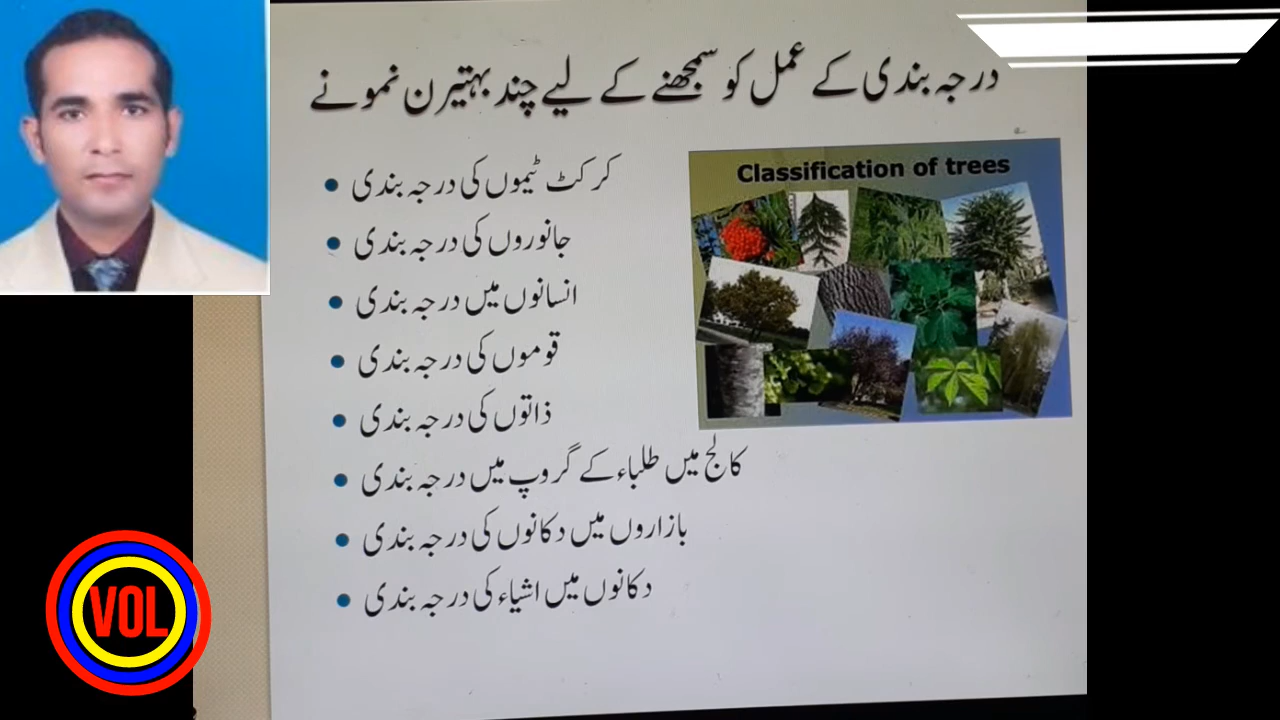 درجہ بندی کے عمل کو سمجھنے کے لیے چند بہتیرن نمونے
کرکٹ ٹیموں کی درجہ بندی
جانوروں کی درجہ بندی
انسانوں میں درجہ بندی
قوموں کی درجہ بندی
ذاتوں کی درجہ بندی
کالج میں طلباء کے گروپ میں درجہ بندی
بازاروں میں دکانوں کی درجہ بندی
دکانوں میں اشیاء کی درجہ بندی
Classification of trees
VOL